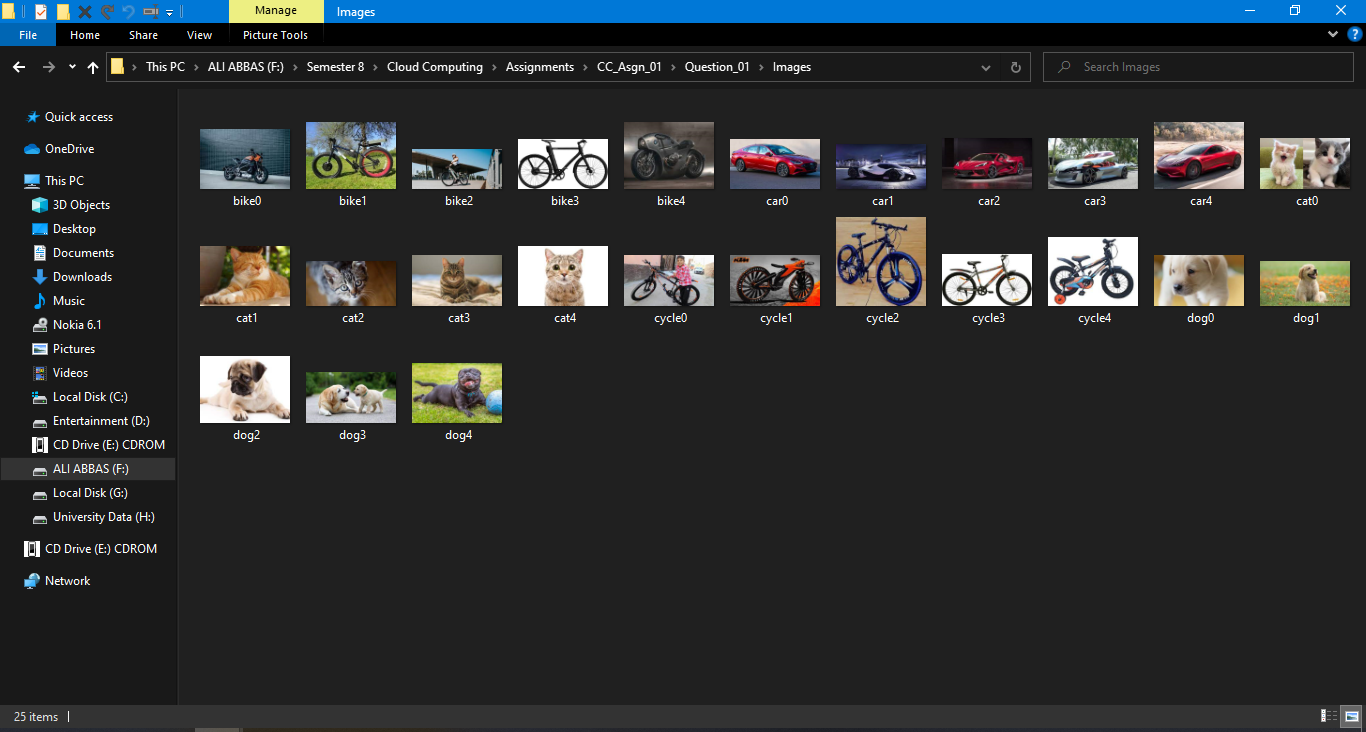 Manage
Images
File
Home
Share
View
Picture Tools
This PC
ALI ABBAS (F:)
Semester 8
Cloud Computing
Assignments
CC_Asgn_01
Question_01
Images
Search Images
Quick access
OneDrive
This PC
3D Objects
Desktop
Documents
Downloads
Music
Nokia 6.1
Pictures
Videos
Local Disk (C:)
Entertainment (D:)
CD Drive (E:) CDROM
ALI ABBAS (F:)
Local Disk (G:)
University Data (H:)
CD Drive (E:) CDROM
Network
bike0
bike1
bike2
bike3
bike4
car0
car1
car2
car3
car4
cat0
cat1
cat2
cat3
cat4
cycle0
cycle1
cycle2
cycle3
cycle4
dog0
dog1
dog2
dog3
dog4
25 items